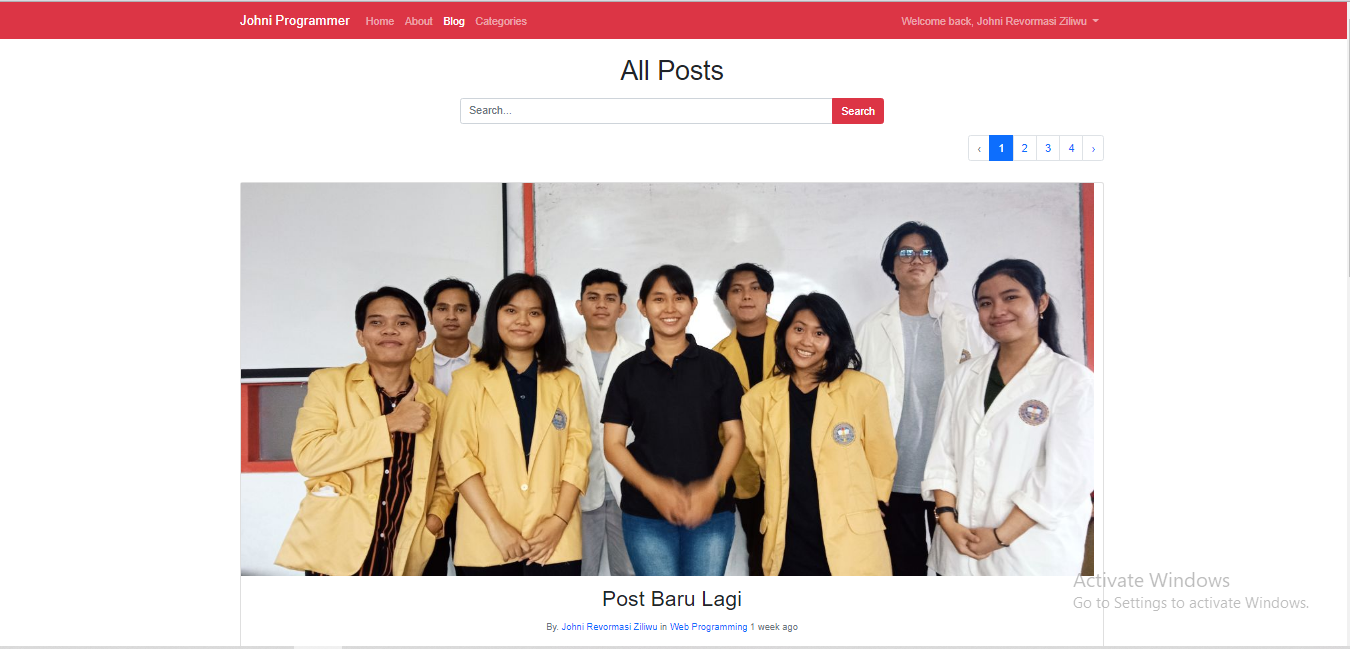 Johni Programmer Home About Blog Categories Welcome back, Johni Revormasi Ziliwu
All Posts
Search... Search
‹ 1 2 3 4 ›
Post Baru Lagi
By. Johni Revormasi Ziliwu in Web Programming 1 week ago
Activate Windows
Go to Settings to activate Windows.